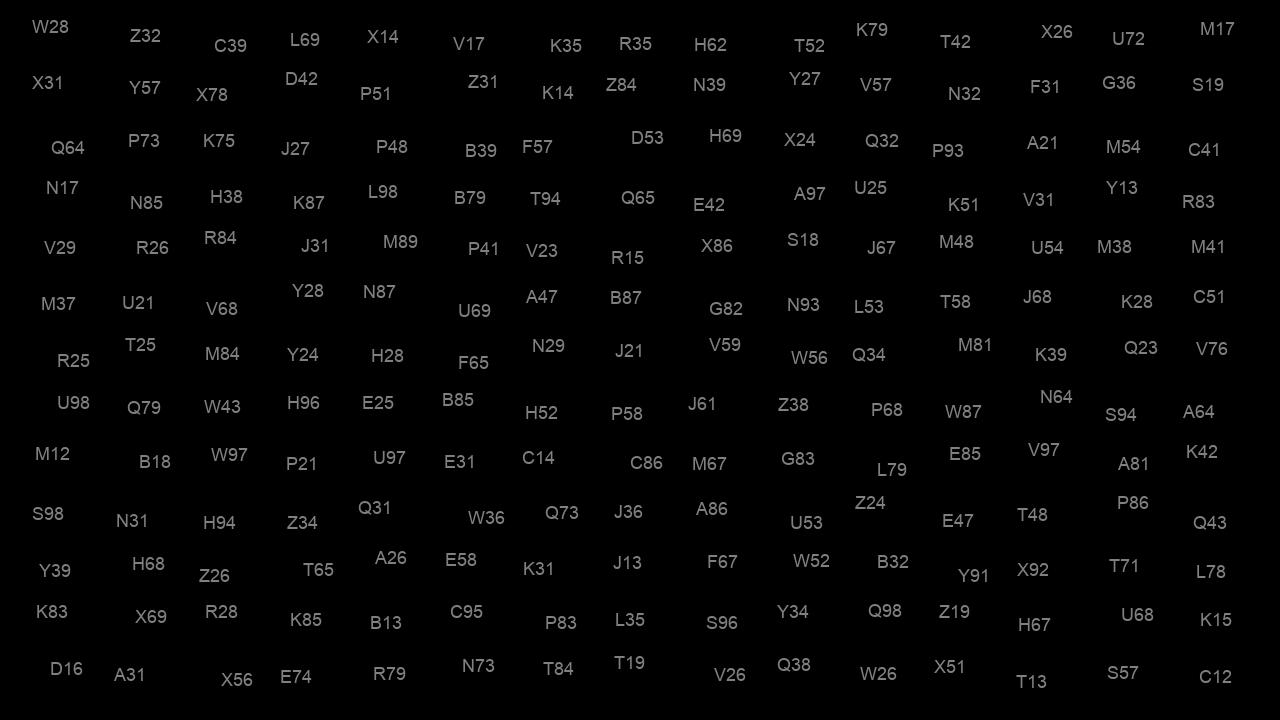 W28 Z32 C39 L69 X14 V17 K35 R35 H62 T52 K79 T42 X26 U72 M17
X31 Y57 X78 D42 P51 Z31 K14 Z84 N39 Y27 V57 N32 F31 G36 S19
Q64 P73 K75 J27 P48 B39 F57 D53 H69 X24 Q32 P93 A21 M54 C41
N17 N85 H38 K87 L98 B79 T94 Q65 E42 A97 U25 K51 V31 Y13 R83
V29 R26 R84 J31 M89 P41 V23 R15 X86 S18 J67 M48 U54 M38 M41
M37 U21 V68 Y28 N87 U69 A47 B87 G82 N93 L53 T58 J68 K28 C51
R25 T25 M84 Y24 H28 F65 N29 J21 V59 W56 Q34 M81 K39 Q23 V76
U98 Q79 W43 H96 E25 B85 H52 P58 J61 Z38 P68 W87 N64 S94 A64
M12 B18 W97 P21 U97 E31 C14 C86 M67 G83 L79 E85 V97 A81 K42
S98 N31 H94 Z34 Q31 W36 Q73 J36 A86 U53 Z24 E47 T48 P86 Q43
Y39 H68 Z26 T65 A26 E58 K31 J13 F67 W52 B32 Y91 X92 T71 L78
K83 X69 R28 K85 B13 C95 P83 L35 S96 Y34 Q98 Z19 H67 U68 K15
D16 A31 X56 E74 R79 N73 T84 T19 V26 Q38 W26 X51 T13 S57 C12